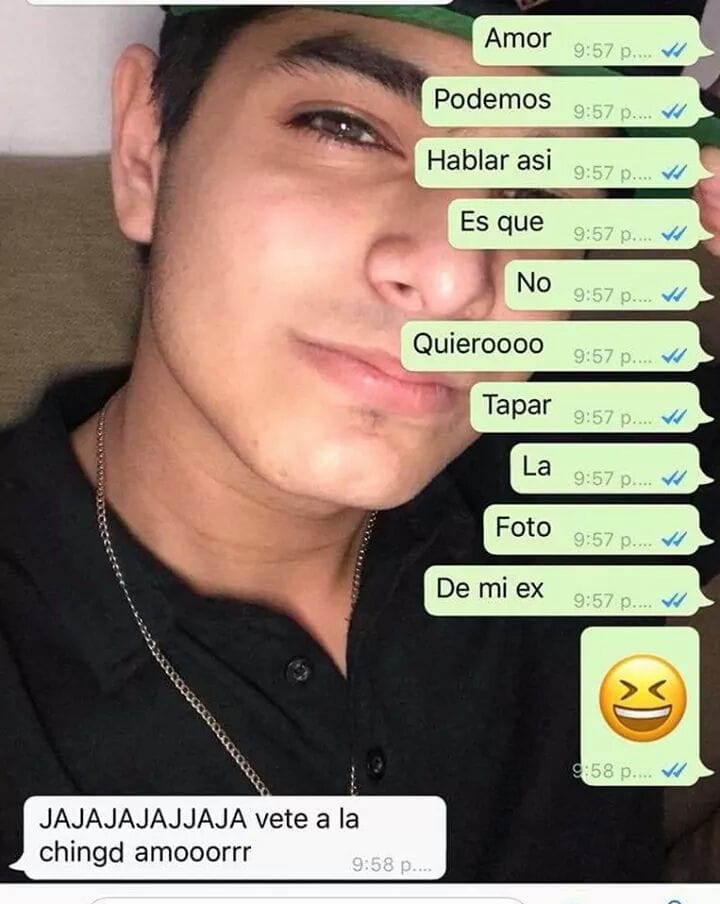 Amor
9:57 p....
Podemos
9:57 p....
Hablar asi
9:57 p....
Es que
9:57 p....
No
9:57 p....
Quieroooo
9:57 p....
Tapar
9:57 p....
La
9:57 p....
Foto
9:57 p....
De mi ex
9:57 p....
9:58 p....
JAJAJAJAJJAJA vete a la
chingd amooorrr
9:58 p....